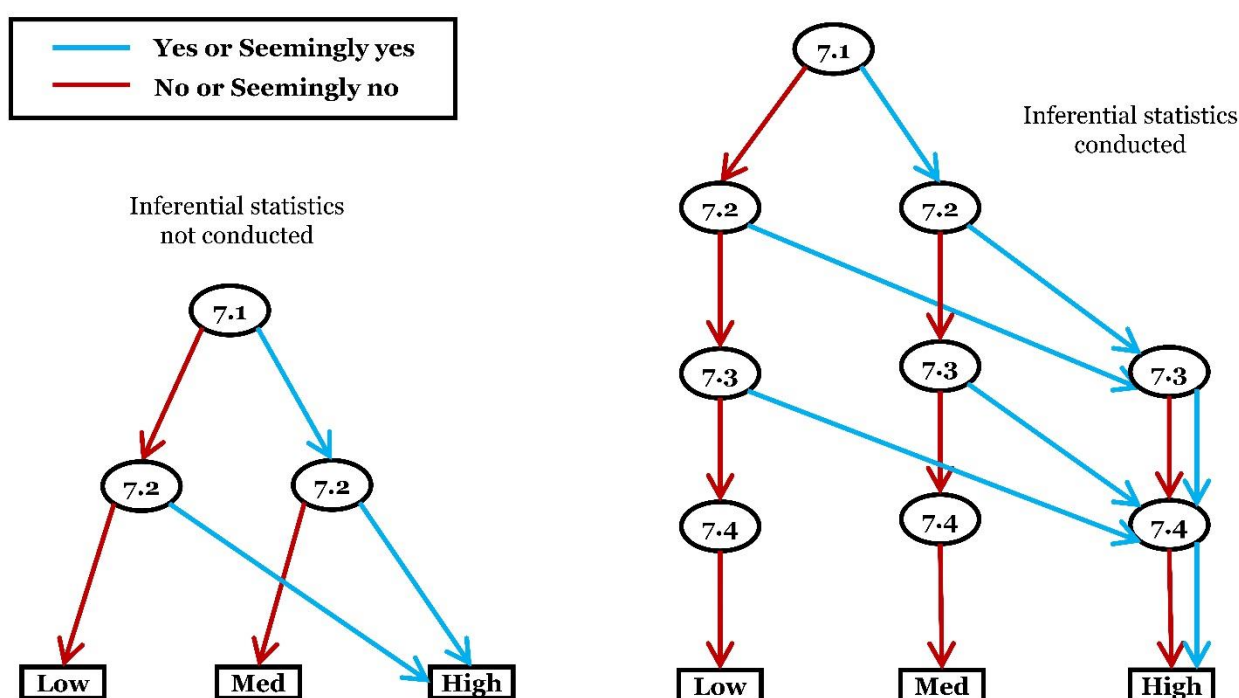 Yes or Seemingly yes
No or Seemingly no
Inferential statistics
not conducted
7.1
7.2
7.2
Low
Med
High
7.1
Inferential statistics
conducted
7.2
7.2
7.3
7.3
7.3
7.4
7.4
7.4
Low
Med
High